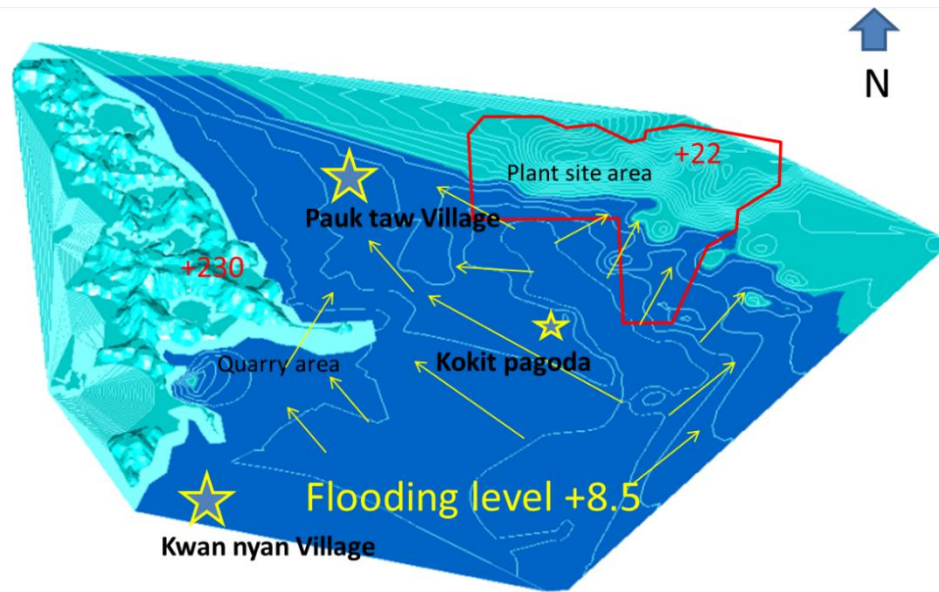 N
+22
Plant site area
Pauk taw Village
+230
Kokit pagoda
Quarry area
Flooding level +8.5
Kwan nyan Village